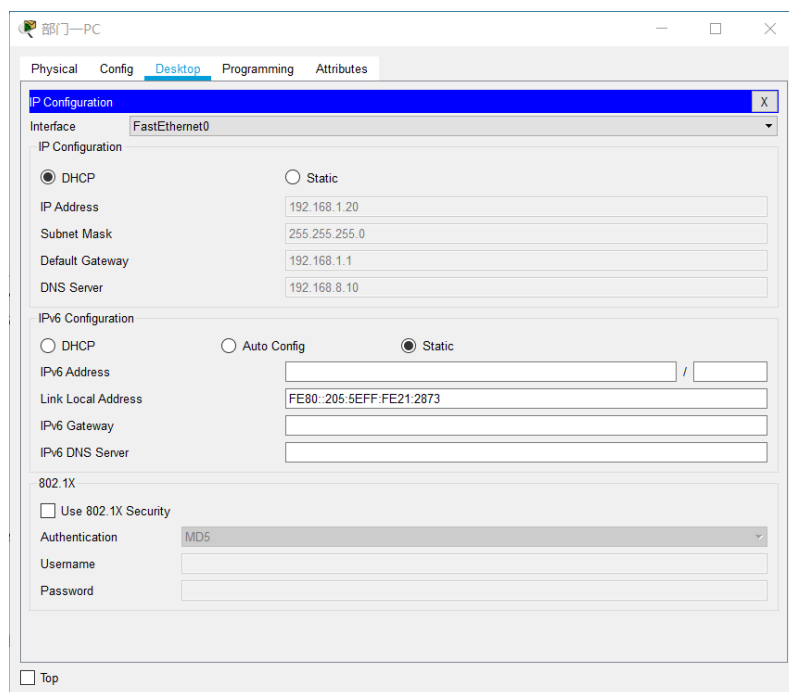 部门一PC
Physical Config Desktop Programming Attributes
IP Configuration X
Interface FastEthernet0
IP Configuration
DHCP Static
IP Address 192.168.1.20
Subnet Mask 255.255.255.0
Default Gateway 192.168.1.1
DNS Server 192.168.8.10
IPv6 Configuration
DHCP Auto Config Static
IPv6 Address /
Link Local Address FE80::205:5EFF:FE21:2873
IPv6 Gateway
IPv6 DNS Server
802.1X
Use 802.1X Security
Authentication MD5
Username
Password
Top